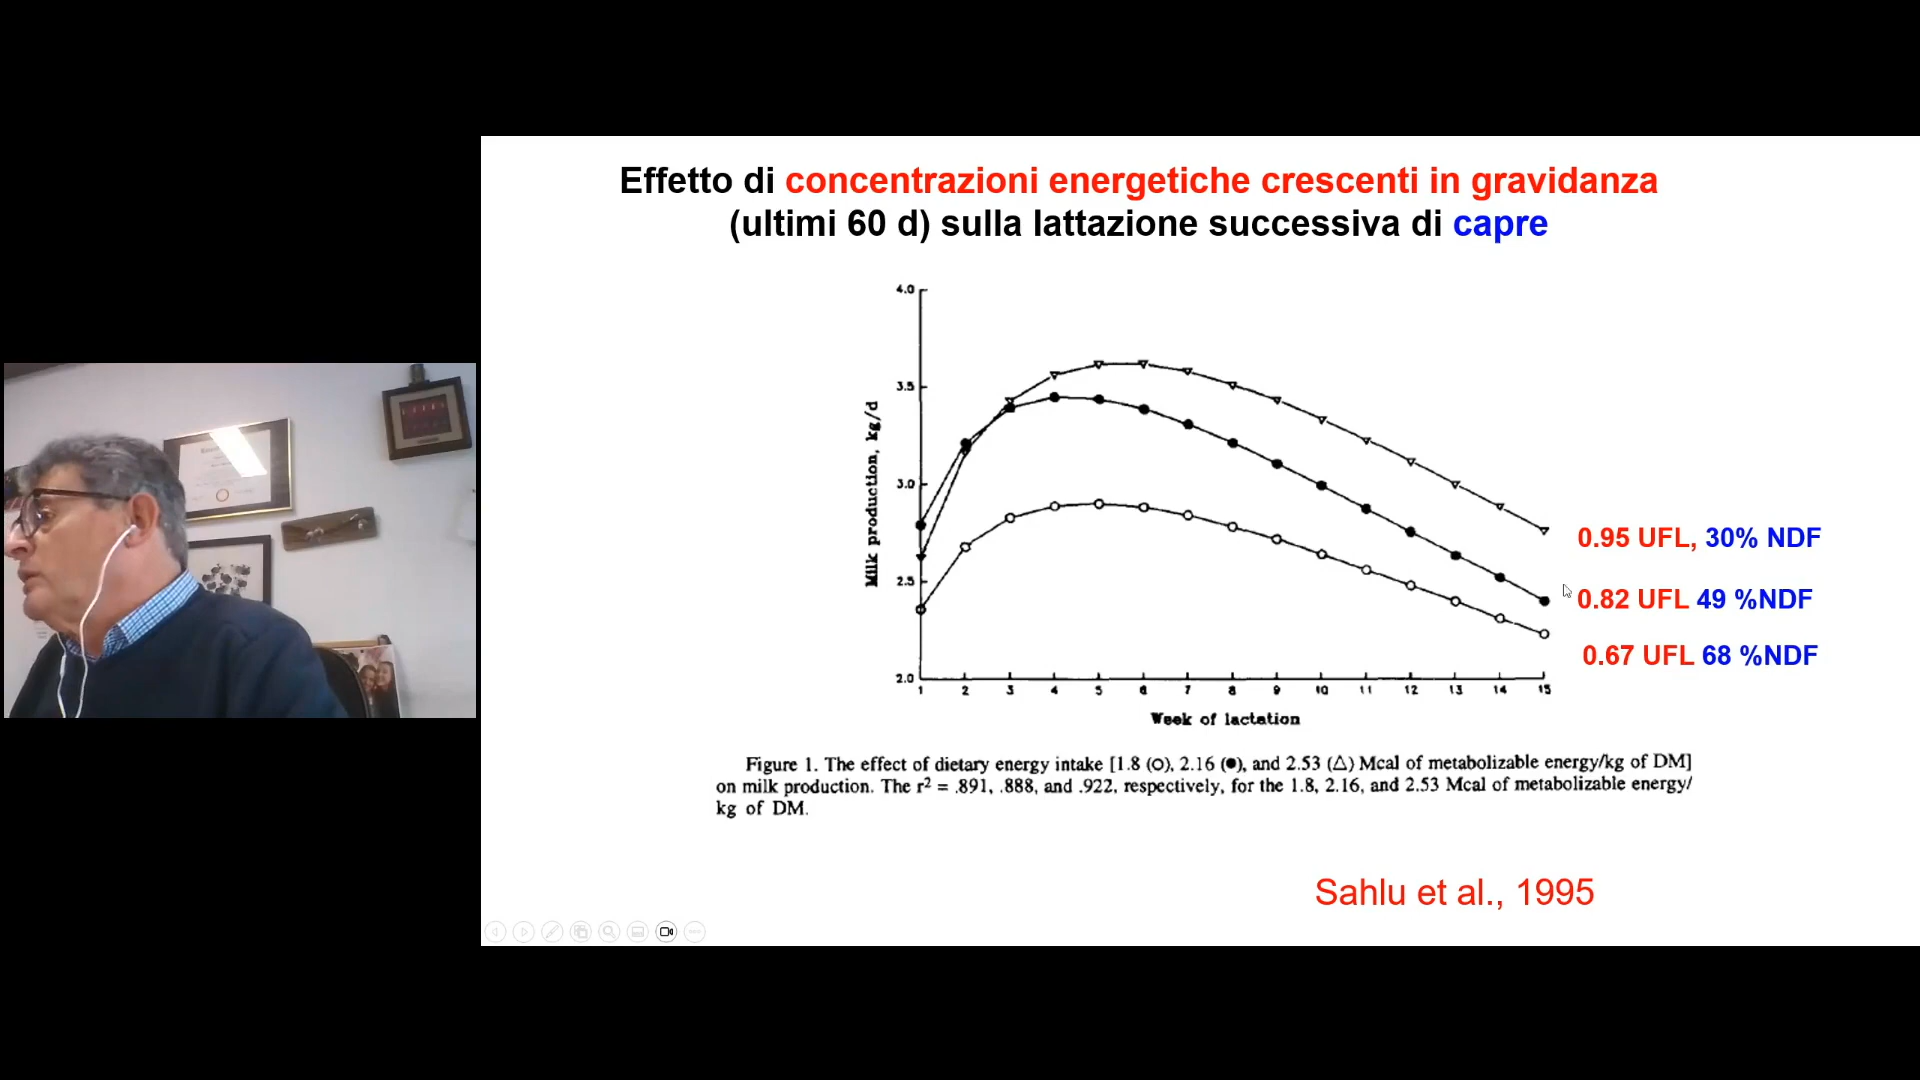 Effetto di concentrazioni energetiche crescenti in gravidanza
(ultimi 60 d) sulla lattazione successiva di capre
4.0
3.5
3.0
2.5
2.0
Milk production, kg/d
1 2 3 4 5 6 7 8 9 10 11 12 13 14 15
Week of lactation
0.95 UFL, 30% NDF
0.82 UFL 49 %NDF
0.67 UFL 68 %NDF
Figure 1. The effect of dietary energy intake [1.8 (○), 2.16 (●), and 2.53 (△) Mcal of metabolizable energy/kg of DM]
on milk production. The r² = .891, .888, and .922, respectively, for the 1.8, 2.16, and 2.53 Mcal of metabolizable energy/
kg of DM.
Sahlu et al., 1995